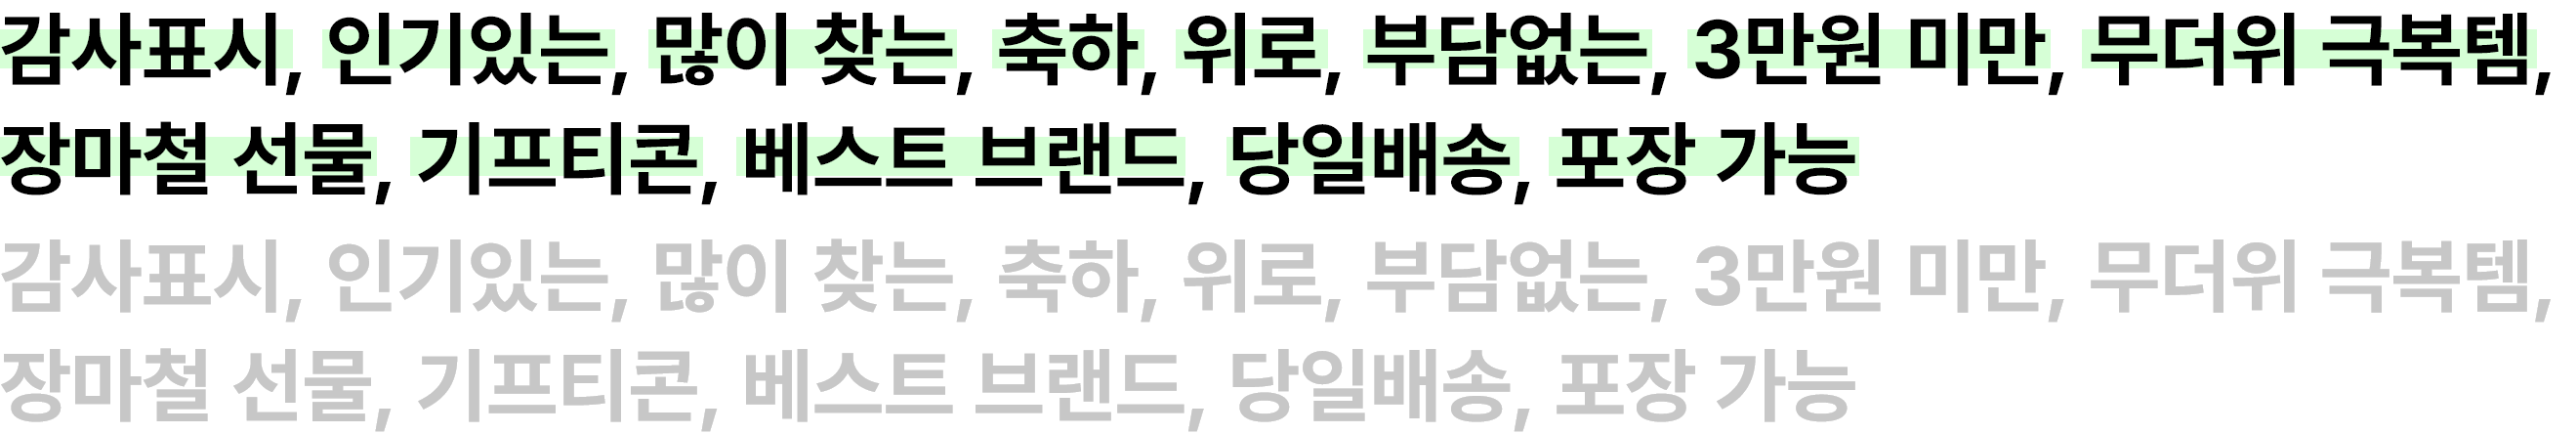 감사표시, 인기있는, 많이 찾는, 축하, 위로, 부담없는, 3만원 미만, 무더위 극복템,
장마철 선물, 기프티콘, 베스트 브랜드, 당일배송, 포장 가능
감사표시, 인기있는, 많이 찾는, 축하, 위로, 부담없는, 3만원 미만, 무더위 극복템,
장마철 선물, 기프티콘, 베스트 브랜드, 당일배송, 포장 가능